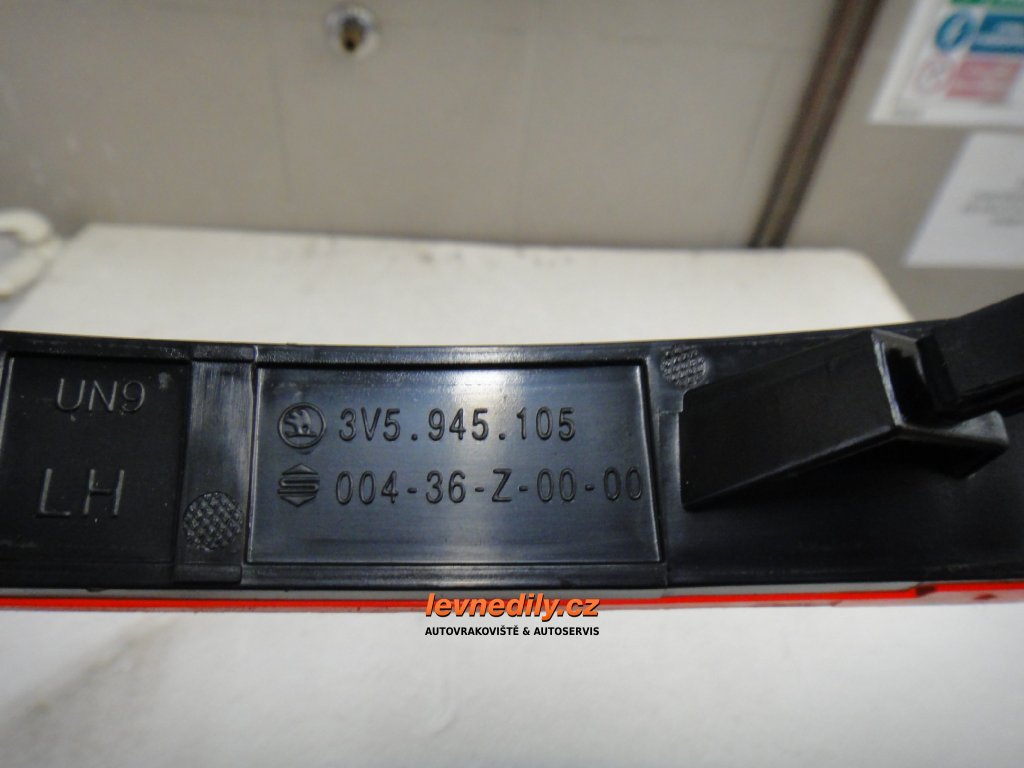 UN9
LH
3V5.945.105
004-36-Z-00-00
levnedily.cz
AUTOVRAKOVIŠTĚ & AUTOSERVIS